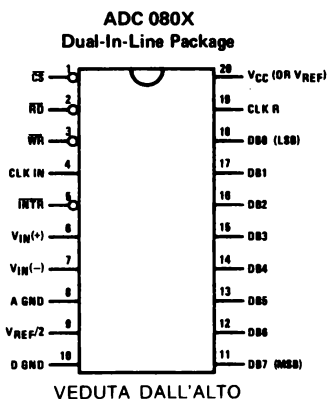 ADC 080X
Dual-In-Line Package
CS 1
RD 2
WR 3
CLK IN 4
INTR 5
VIN(+) 6
VIN(−) 7
A GND 8
VREF/2 9
D GND 10
20 VCC (OR VREF)
19 CLK R
18 DB0 (LSB)
17 DB1
16 DB2
15 DB3
14 DB4
13 DB5
12 DB6
11 DB7 (MSB)
VEDUTA DALL'ALTO